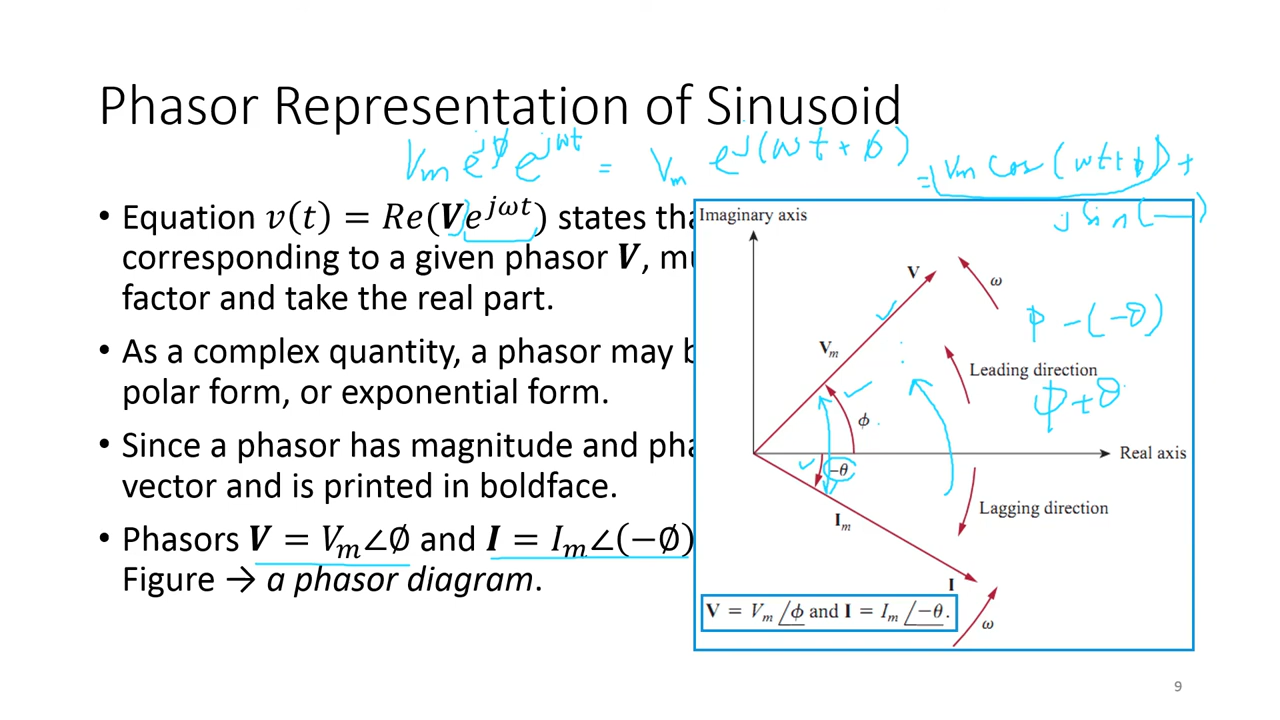 Phasor Representation of Sinusoid
Vm e^jϕ e^jωt = Vm e^j(ωt+ϕ) = Vm cos(ωt+ϕ) +
j sin(—)
• Equation v(t) = Re(𝑽e^jωt) states tha
corresponding to a given phasor 𝑽, mu
factor and take the real part.
• As a complex quantity, a phasor may b
polar form, or exponential form.
• Since a phasor has magnitude and pha
vector and is printed in boldface.
• Phasors 𝑽 = Vm∠∅ and 𝑰 = Im∠(−∅)
Figure → a phasor diagram.
Imaginary axis
V
ω
Vm
ϕ-(-θ)
Leading direction
ϕ+θ
ϕ
Real axis
-θ
Lagging direction
Im
I
V = Vm /ϕ and I = Im /−θ.
ω
9